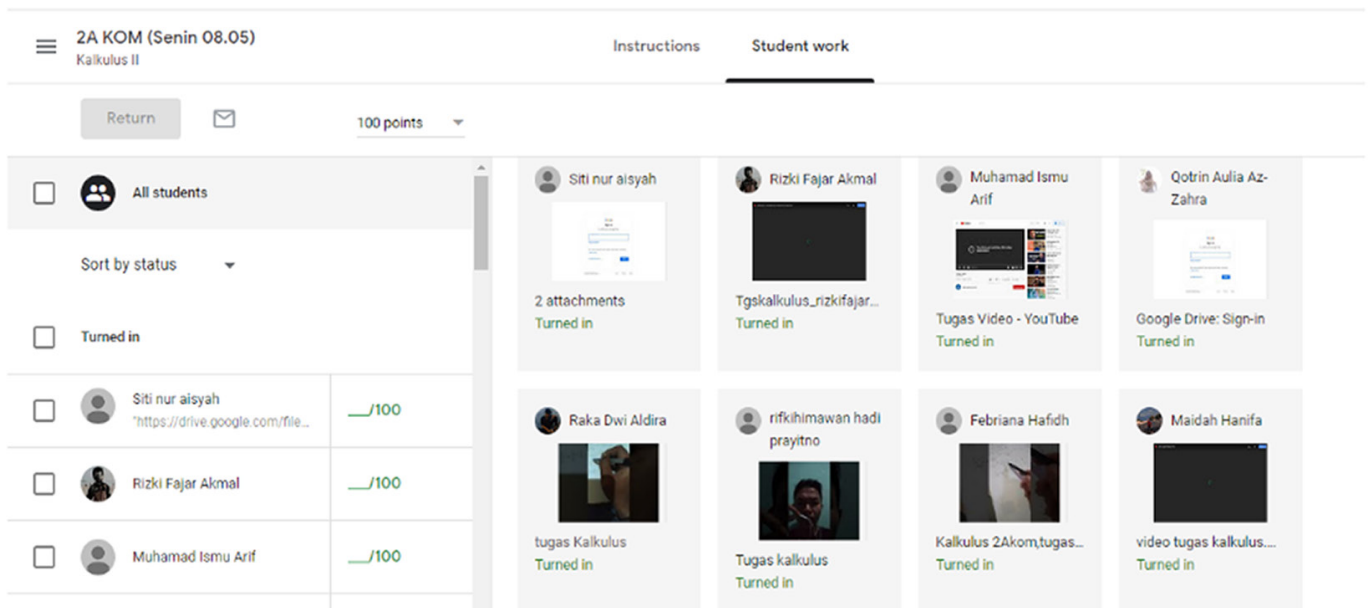 2A KOM (Senin 08.05)
Kalkulus II
Instructions
Student work
Return
100 points
All students
Sort by status
Turned in
Siti nur aisyah
"https://drive.google.com/file...
__/100
Rizki Fajar Akmal
__/100
Muhamad Ismu Arif
__/100
Siti nur aisyah
2 attachments
Turned in
Rizki Fajar Akmal
Tgskalkulus_rizkifajar...
Turned in
Muhamad Ismu
Arif
Tugas Video - YouTube
Turned in
Qotrin Aulia Az-
Zahra
Google Drive: Sign-in
Turned in
Raka Dwi Aldira
tugas Kalkulus
Turned in
rifkihimawan hadi
prayitno
Tugas kalkulus
Turned in
Febriana Hafidh
Kalkulus 2Akom,tugas...
Turned in
Maidah Hanifa
video tugas kalkulus....
Turned in